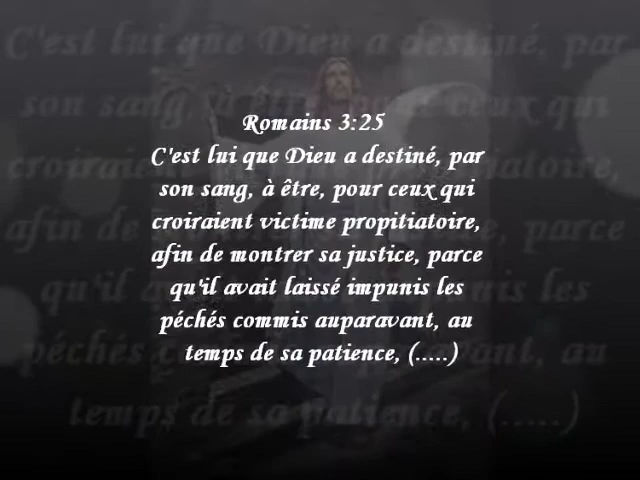 Romains 3:25
C'est lui que Dieu a destiné, par
son sang, à être, pour ceux qui
croiraient victime propitiatoire,
afin de montrer sa justice, parce
qu'il avait laissé impunis les
péchés commis auparavant, au
temps de sa patience, (.....)